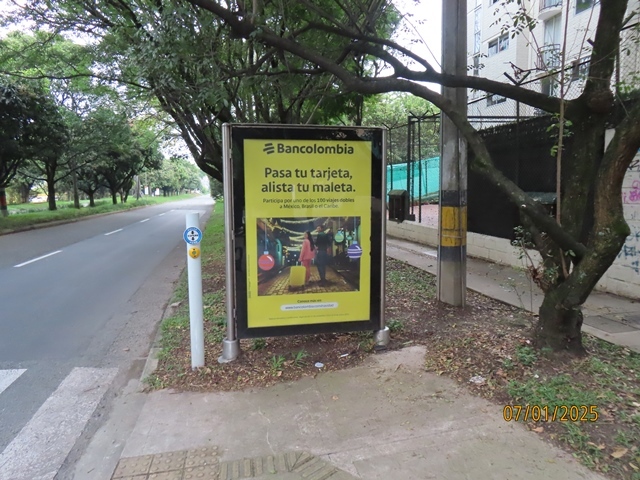 Bancolombia
Pasa tu tarjeta,
alista tu maleta.
Participa por uno de los 100 viajes dobles
a México, Brasil o el Caribe.
07/01/2025